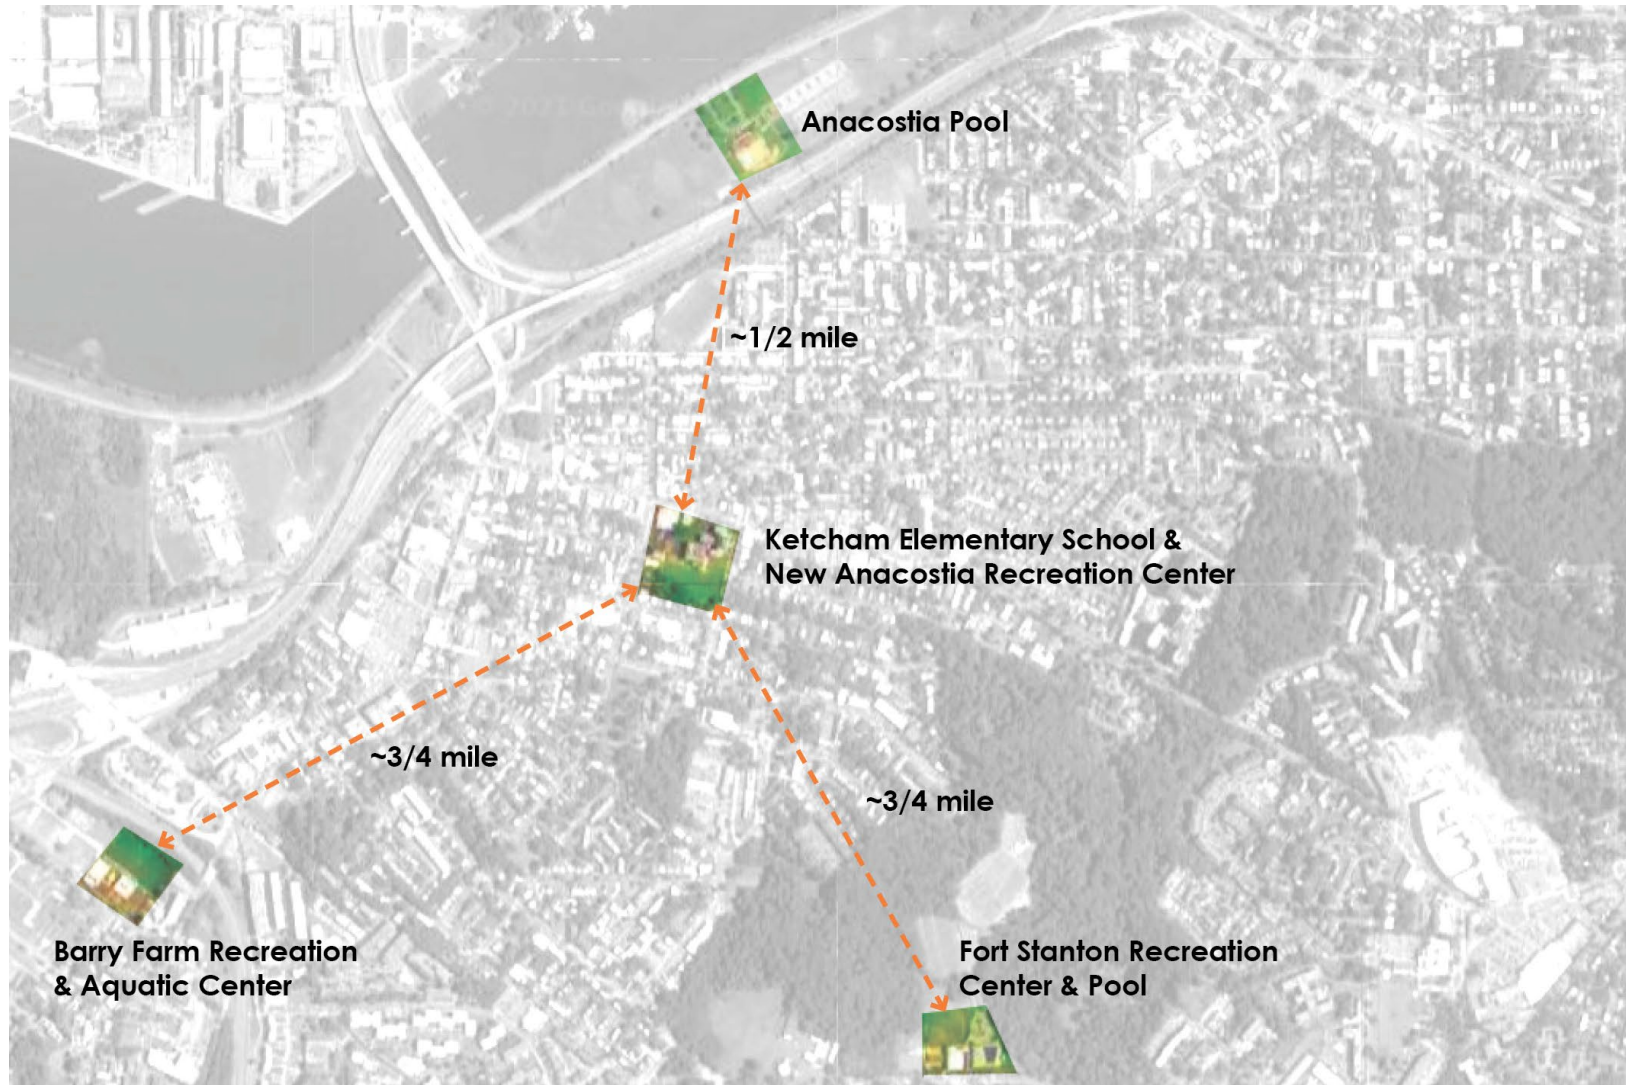 Anacostia Pool
~1/2 mile
Ketcham Elementary School &
New Anacostia Recreation Center
~3/4 mile
~3/4 mile
Barry Farm Recreation
& Aquatic Center
Fort Stanton Recreation
Center & Pool